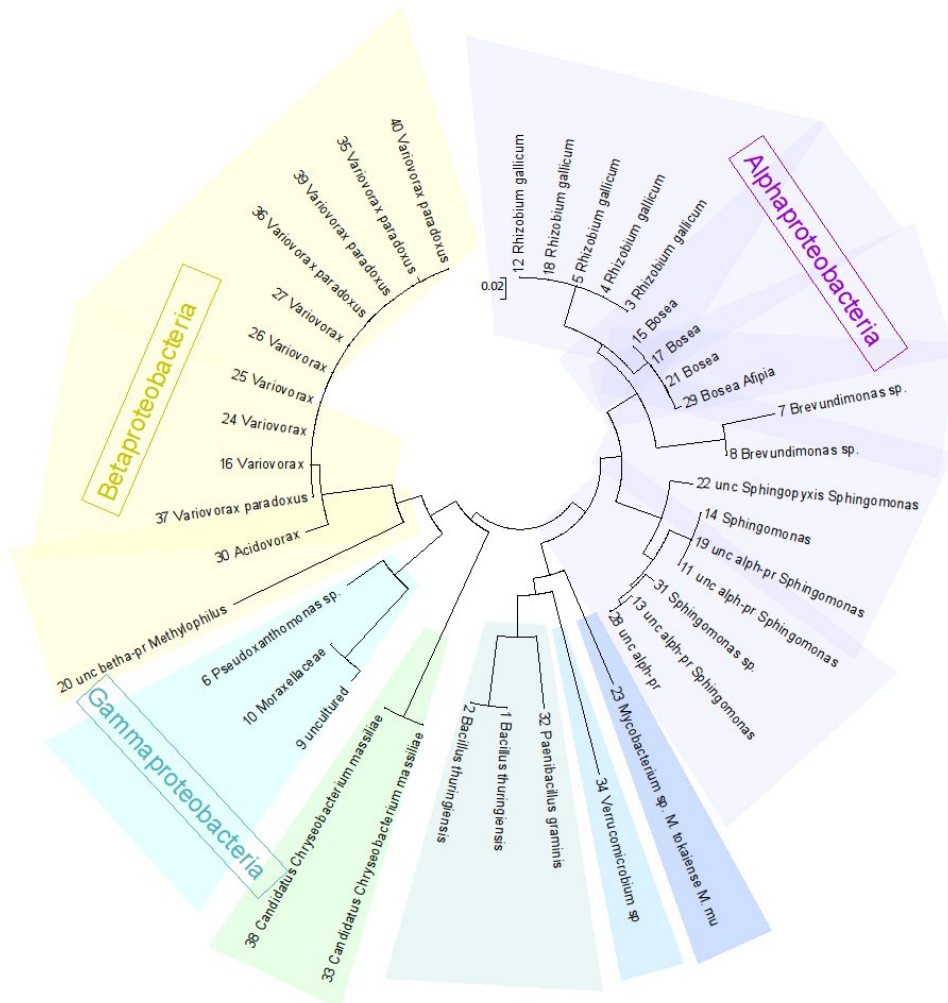 40 Variovorax paradoxus
35 Variovorax paradoxus
39 Variovorax paradoxus
36 Variovorax paradoxus
27 Variovorax
26 Variovorax
25 Variovorax
24 Variovorax
16 Variovorax
37 Variovorax paradoxus
30 Acidovorax
20 unc betha-pr Methylophilus
Betaproteobacteria
6 Pseudoxanthomonas sp.
10 Moraxellaceae
9 uncultured
Gammaproteobacteria
38 Candidatus Chryseobacterium massiliae
33 Candidatus Chryseobacterium massiliae
2 Bacillus thuringiensis
1 Bacillus thuringiensis
32 Paenibacillus graminis
34 Verrucomicrobium sp
23 Mycobacterium sp. M. tokaiense M. mu
28 unc alph-pr
13 unc alph-pr Sphingomonas
31 Sphingomonas sp.
11 unc alph-pr Sphingomonas
19 unc alph-pr Sphingomonas
14 Sphingomonas
22 unc Sphingopyxis Sphingomonas
8 Brevundimonas sp.
7 Brevundimonas sp.
29 Bosea Afipia
21 Bosea
17 Bosea
15 Bosea
3 Rhizobium gallicum
4 Rhizobium gallicum
5 Rhizobium gallicum
18 Rhizobium gallicum
12 Rhizobium gallicum
Alphaproteobacteria
0.02